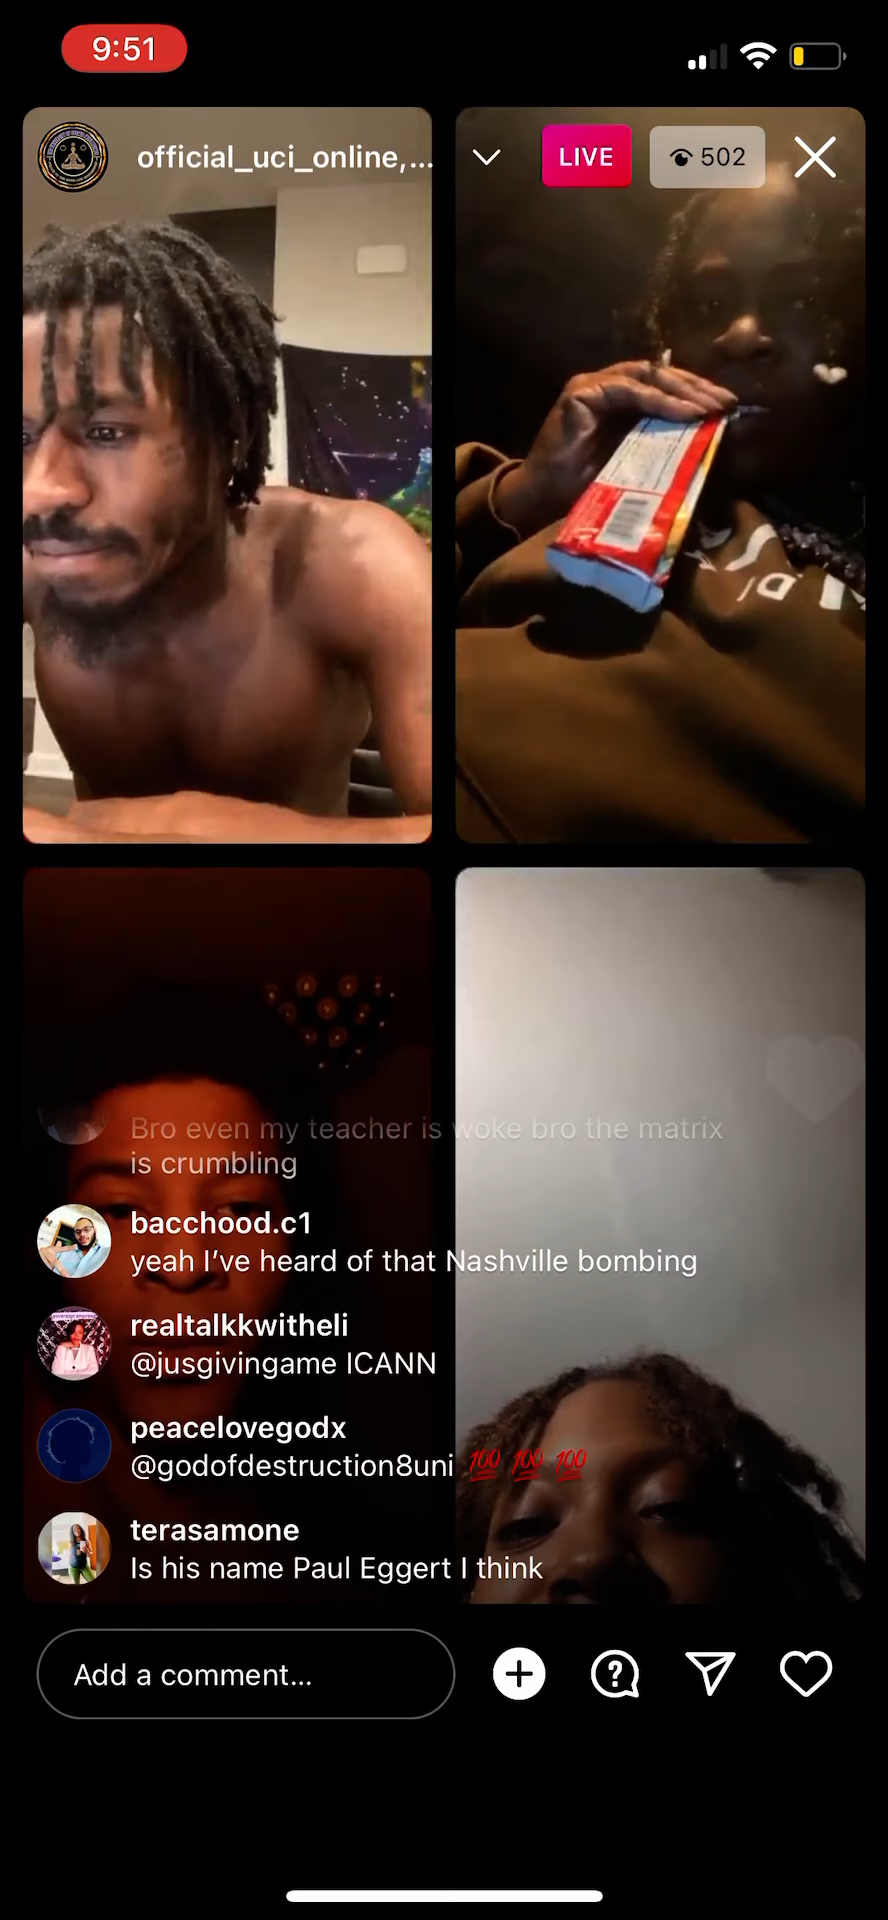 9:51
official_uci_online,...
LIVE
502
Bro even my teacher is woke bro the matrix
is crumbling
bacchood.c1
yeah I’ve heard of that Nashville bombing
realtalkkwitheli
@jusgivingame ICANN
peacelovegodx
@godofdestruction8uni 💯 💯 💯
terasamone
Is his name Paul Eggert I think
Add a comment...